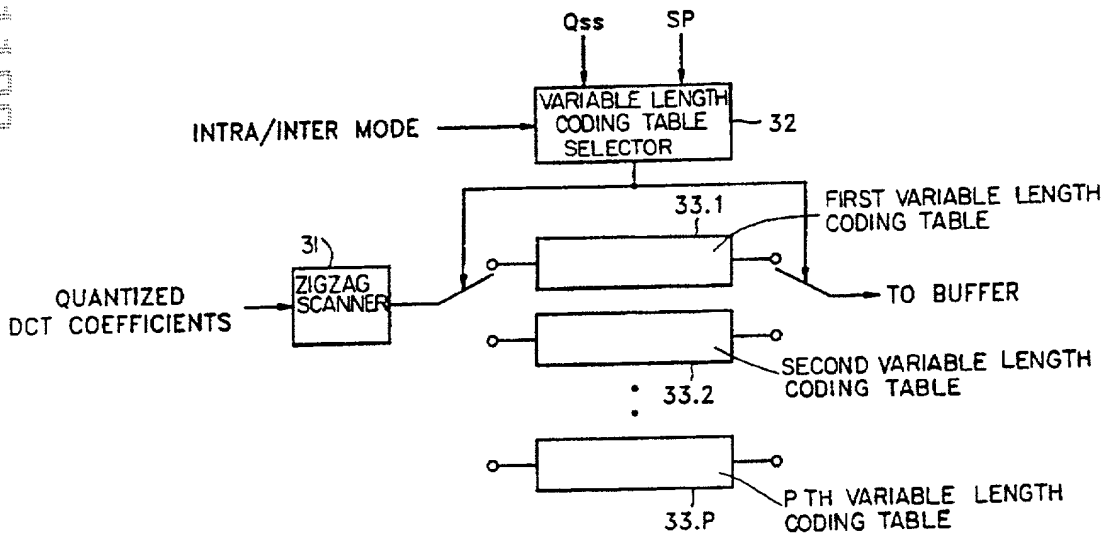 Qss
SP
INTRA/INTER MODE
VARIABLE LENGTH
CODING TABLE
SELECTOR
32
33.1
FIRST VARIABLE LENGTH
CODING TABLE
31
ZIGZAG
SCANNER
QUANTIZED
DCT COEFFICIENTS
TO BUFFER
SECOND VARIABLE LENGTH
CODING TABLE
33.2
P TH VARIABLE LENGTH
CODING TABLE
33.P